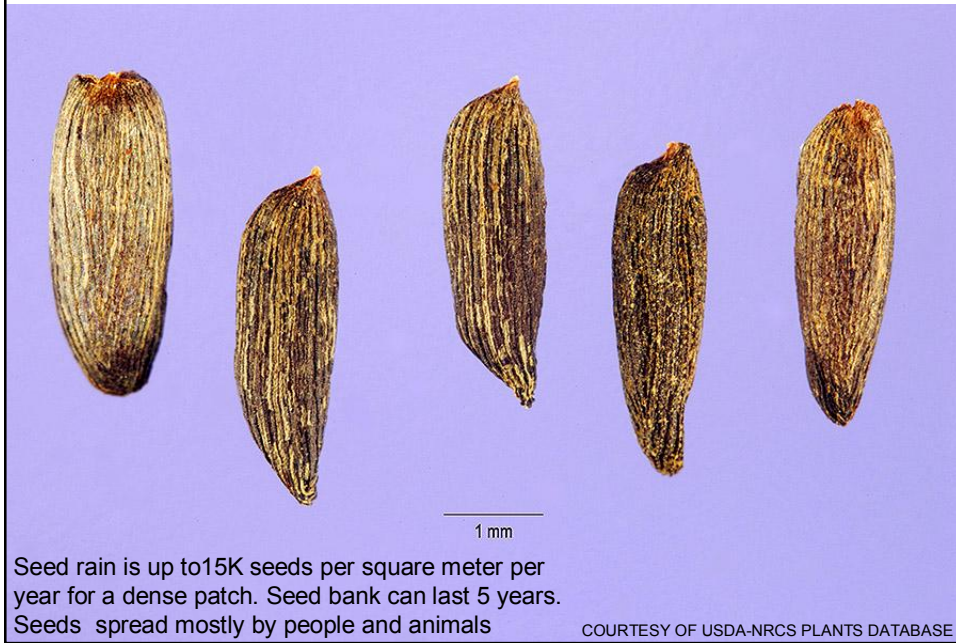 1 mm
Seed rain is up to15K seeds per square meter per
year for a dense patch. Seed bank can last 5 years.
Seeds  spread mostly by people and animals
COURTESY OF USDA-NRCS PLANTS DATABASE